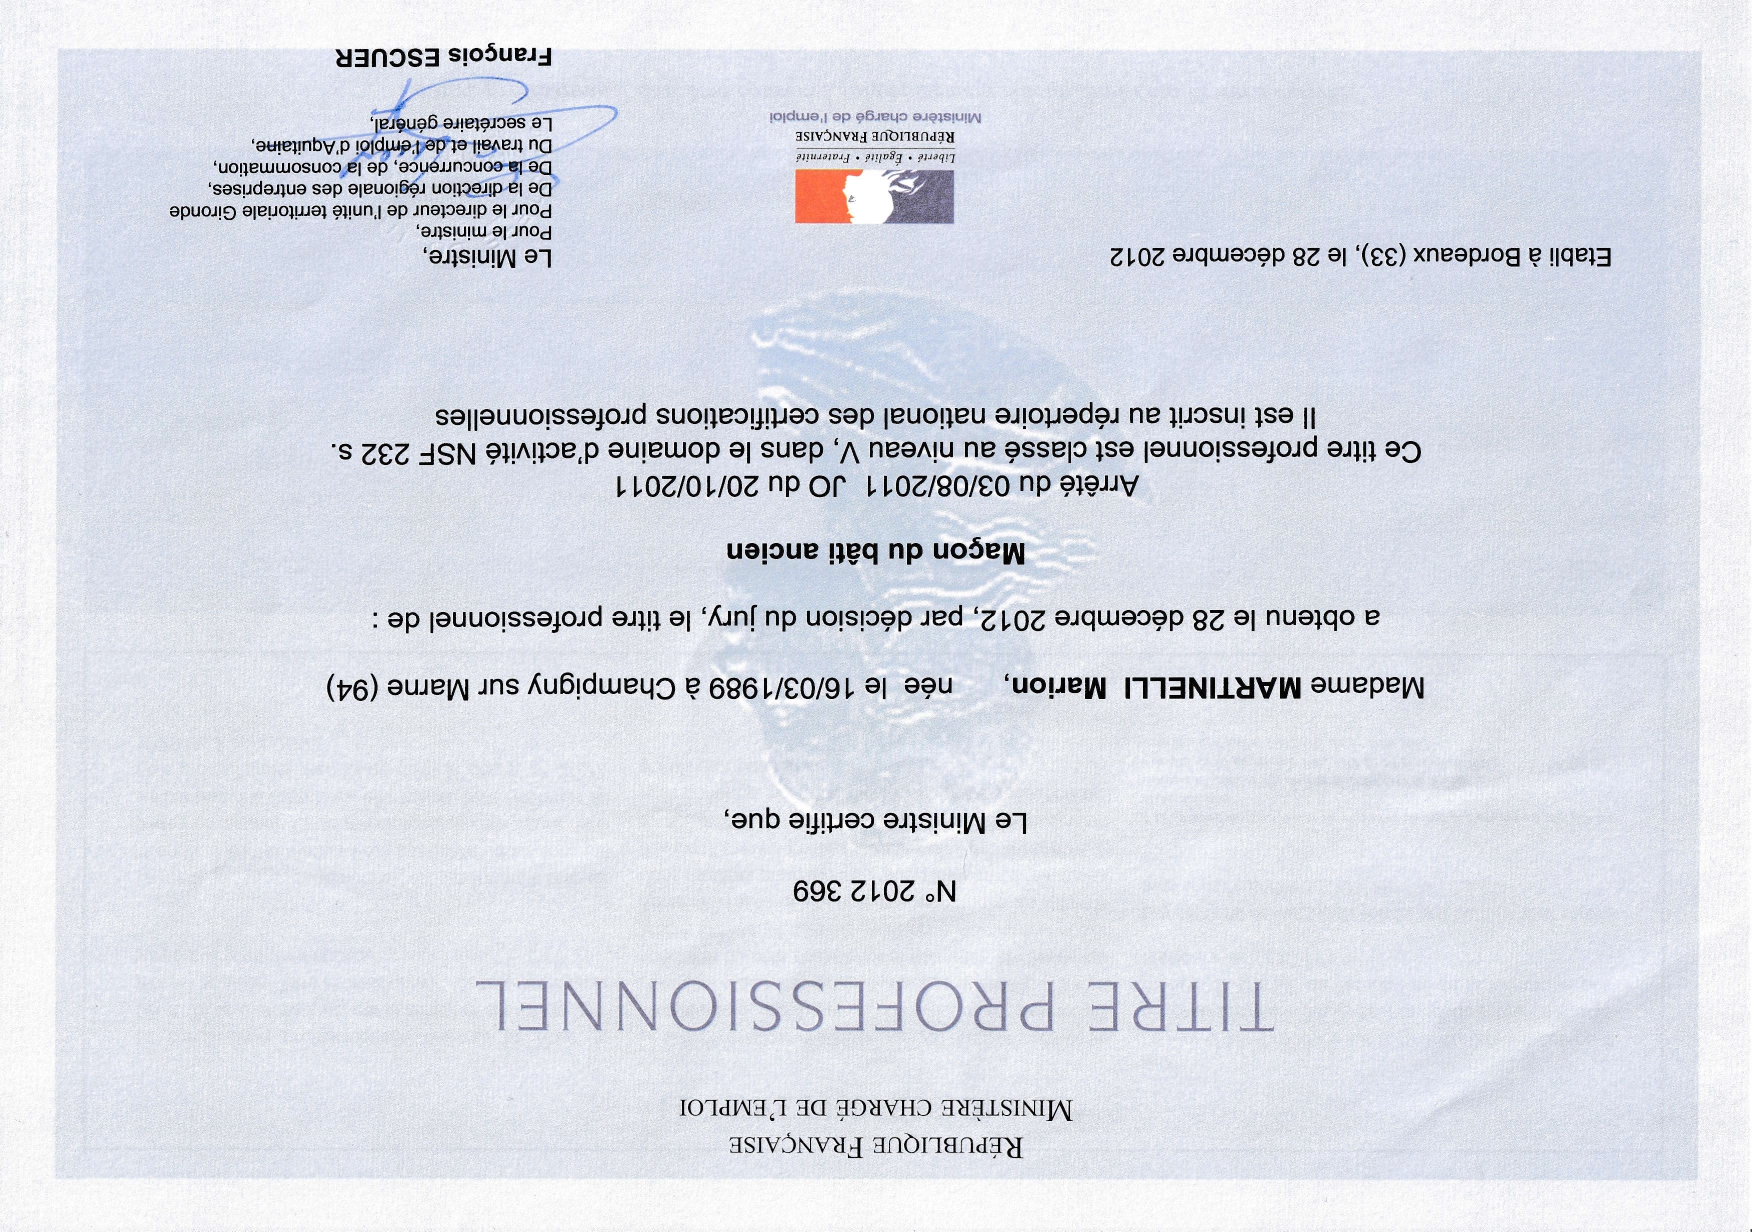 République Française
Ministère chargé de l'emploi
TITRE PROFESSIONNEL
N° 2012 369
Le Ministre certifie que,
Madame MARTINELLI Marion, née le 16/03/1989 à Champigny sur Marne (94)
a obtenu le 28 décembre 2012, par décision du jury, le titre professionnel de :
Maçon du bâti ancien
Arrêté du 03/08/2011 JO du 20/10/2011
Ce titre professionnel est classé au niveau V, dans le domaine d'activité NSF 232 s.
Il est inscrit au répertoire national des certifications professionnelles
Etabli à Bordeaux (33), le 28 décembre 2012
Liberté • Égalité • Fraternité
République Française
Ministère chargé de l'emploi
Le Ministre,
Pour le ministre,
Pour le directeur de l'unité territoriale Gironde
De la direction régionale des entreprises,
De la concurrence, de la consommation,
Du travail et de l'emploi d'Aquitaine,
Le secrétaire général,
François ESCUER